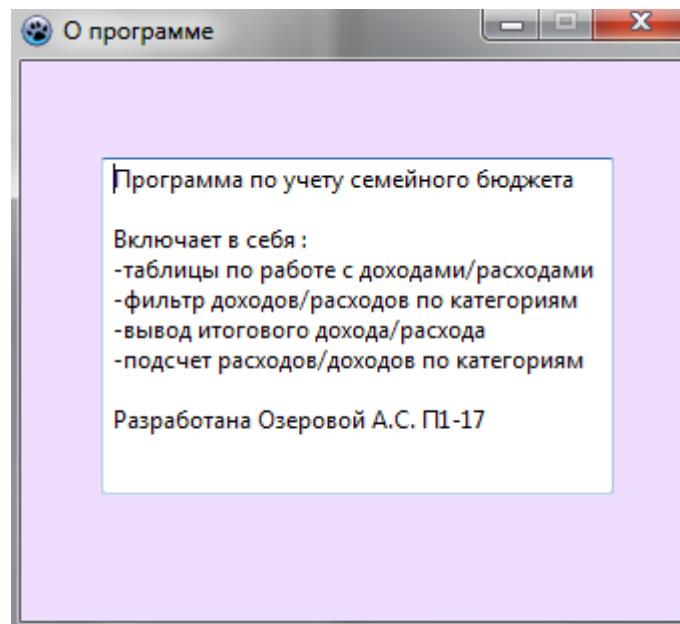 О программе
Программа по учету семейного бюджета
Включает в себя :
-таблицы по работе с доходами/расходами
-фильтр доходов/расходов по категориям
-вывод итогового дохода/расхода
-подсчет расходов/доходов по категориям
Разработана Озеровой А.С. П1-17